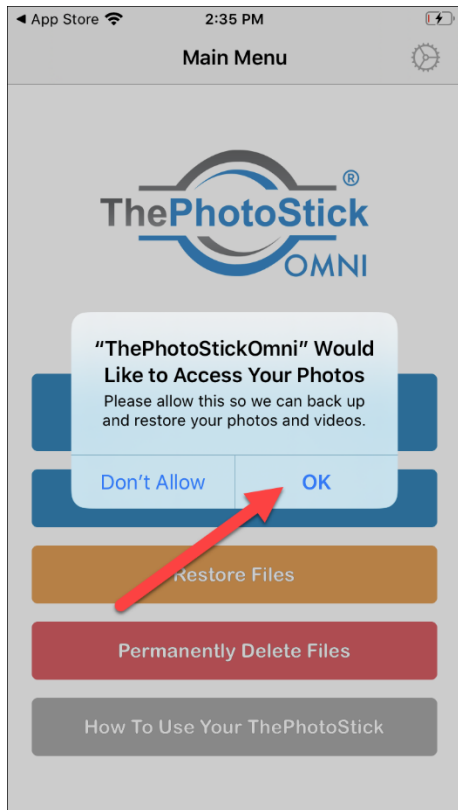 ◀ App Store 2:35 PM
Main Menu
ThePhotoStick®
OMNI
“ThePhotoStickOmni” Would
Like to Access Your Photos
Please allow this so we can back up
and restore your photos and videos.
Don’t Allow OK
Restore Files
Permanently Delete Files
How To Use Your ThePhotoStick